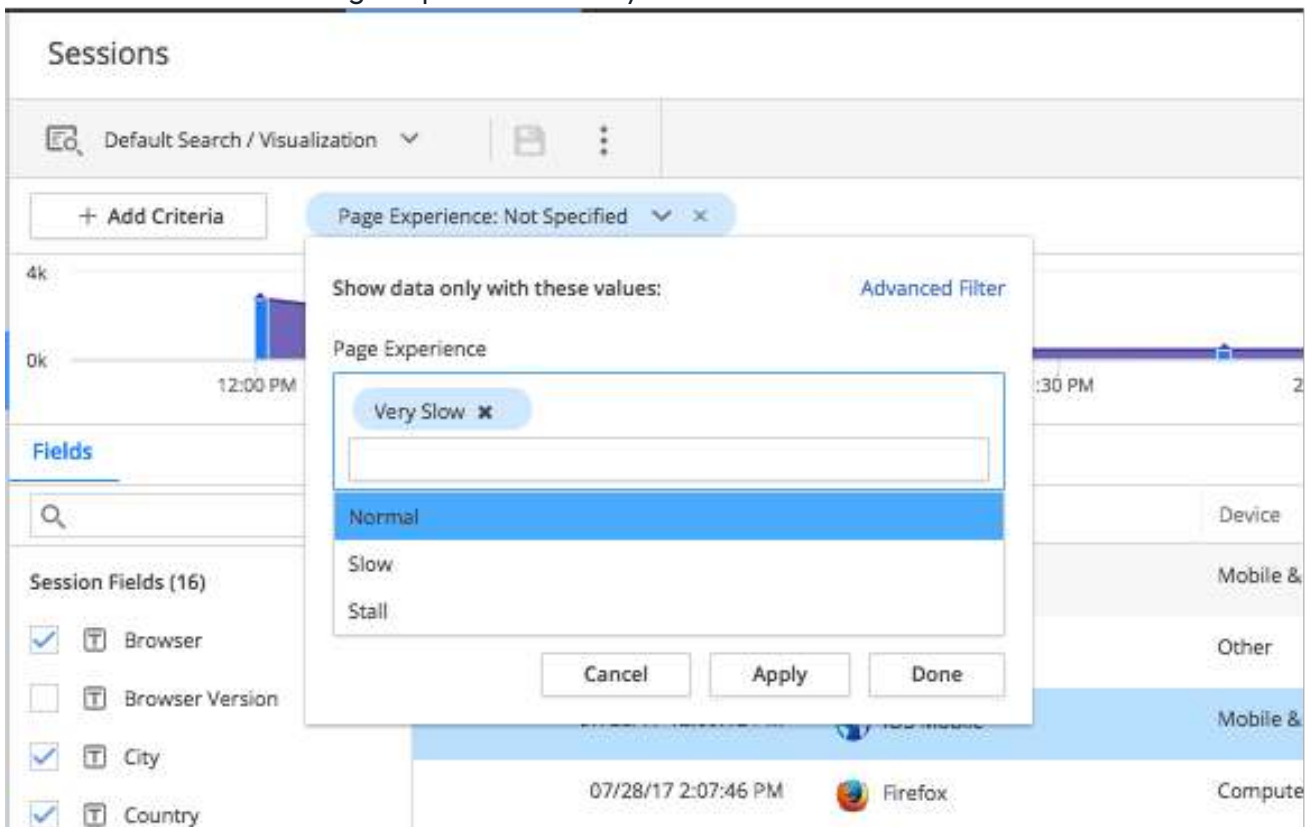 Sessions
Default Search / Visualization
+ Add Criteria
Page Experience: Not Specified
4k
0k
12:00 PM
:30 PM
2
Show data only with these values:
Advanced Filter
Page Experience
Very Slow
Normal
Slow
Stall
Cancel
Apply
Done
Fields
Session Fields (16)
Browser
Browser Version
City
Country
Device
Mobile &
Other
Mobile &
07/28/17 2:07:46 PM
Firefox
Compute